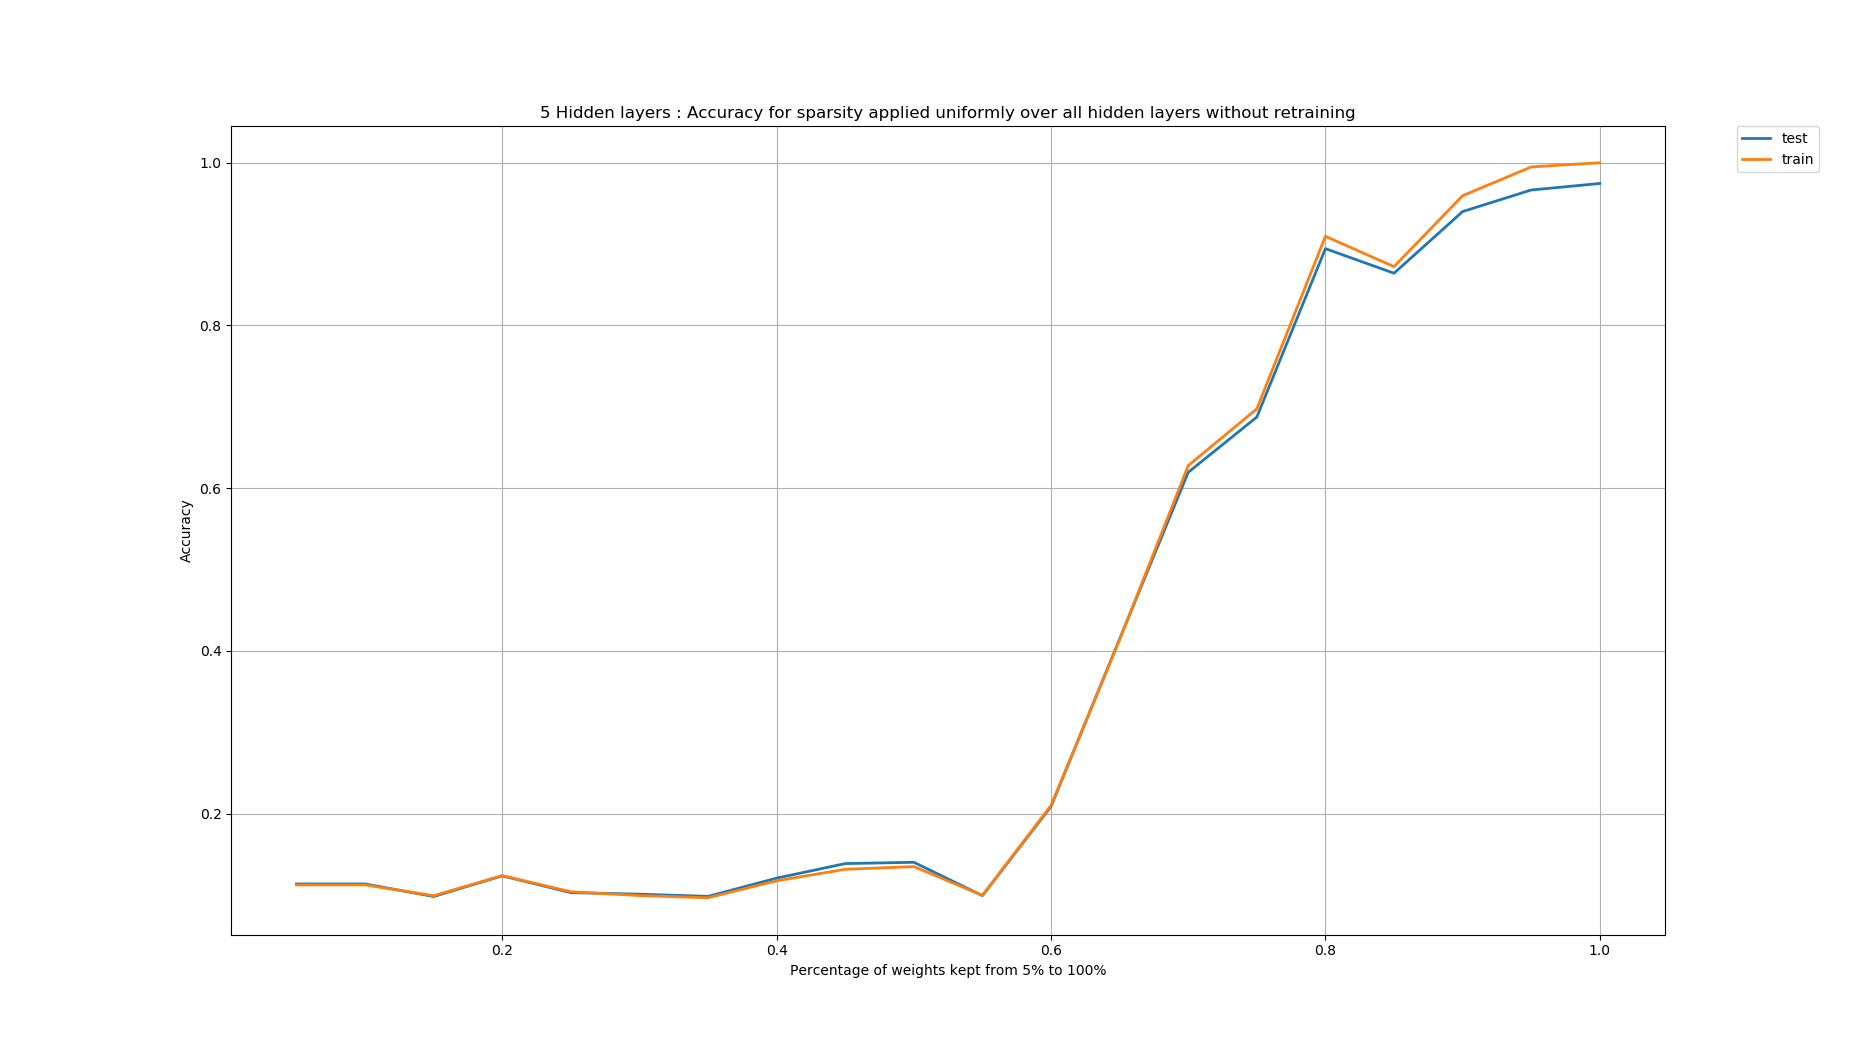 5 Hidden layers : Accuracy for sparsity applied uniformly over all hidden layers without retraining
test
train
1.0
0.8
0.6
0.4
0.2
Accuracy
0.2 0.4 0.6 0.8 1.0
Percentage of weights kept from 5% to 100%